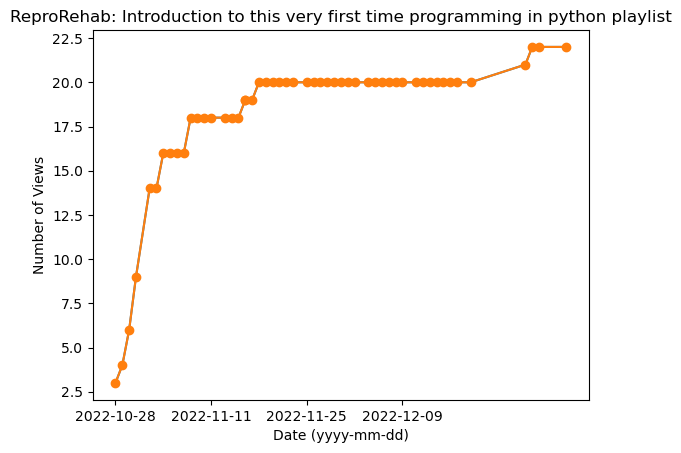 ReproRehab: Introduction to this very first time programming in python playlist
22.5
20.0
17.5
15.0
12.5
10.0
7.5
5.0
2.5
Number of Views
2022-10-28 2022-11-11 2022-11-25 2022-12-09
Date (yyyy-mm-dd)